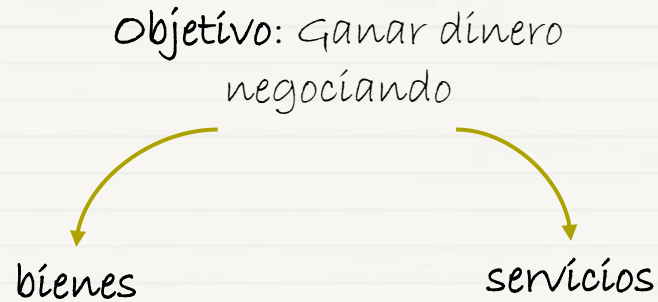 Objetivo: Ganar dinero
negociando
bienes
servicios